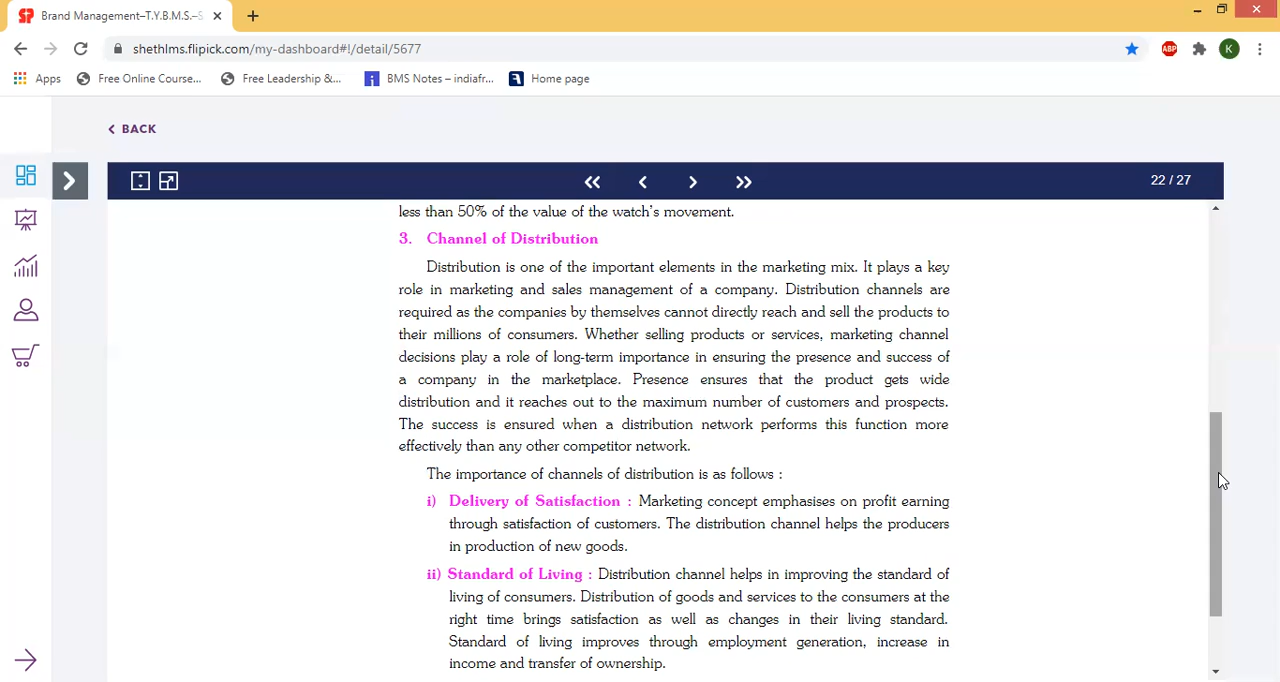 Brand Management–T.Y.B.M.S.–S
shethlms.flipick.com/my-dashboard#!/detail/5677
ABP
K
Apps
Free Online Course...
Free Leadership &...
BMS Notes – indiafr...
Home page
BACK
22 / 27
less than 50% of the value of the watch's movement.
3. Channel of Distribution
Distribution is one of the important elements in the marketing mix. It plays a key
role in marketing and sales management of a company. Distribution channels are
required as the companies by themselves cannot directly reach and sell the products to
their millions of consumers. Whether selling products or services, marketing channel
decisions play a role of long-term importance in ensuring the presence and success of
a company in the marketplace. Presence ensures that the product gets wide
distribution and it reaches out to the maximum number of customers and prospects.
The success is ensured when a distribution network performs this function more
effectively than any other competitor network.
The importance of channels of distribution is as follows :
i) Delivery of Satisfaction : Marketing concept emphasises on profit earning
through satisfaction of customers. The distribution channel helps the producers
in production of new goods.
ii) Standard of Living : Distribution channel helps in improving the standard of
living of consumers. Distribution of goods and services to the consumers at the
right time brings satisfaction as well as changes in their living standard.
Standard of living improves through employment generation, increase in
income and transfer of ownership.